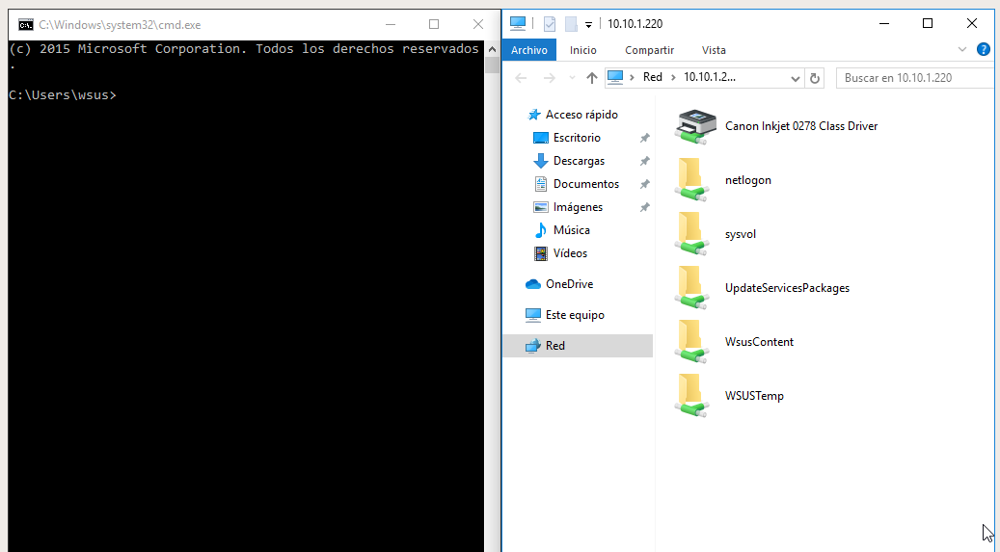 C:\Windows\system32\cmd.exe
(c) 2015 Microsoft Corporation. Todos los derechos reservados
.
C:\Users\wsus>
10.10.1.220
Archivo Inicio Compartir Vista
Red 10.10.1.2...
Buscar en 10.10.1.220
Acceso rápido
Escritorio
Descargas
Documentos
Imágenes
Música
Vídeos
OneDrive
Este equipo
Red
Canon Inkjet 0278 Class Driver
netlogon
sysvol
UpdateServicesPackages
WsusContent
WSUSTemp